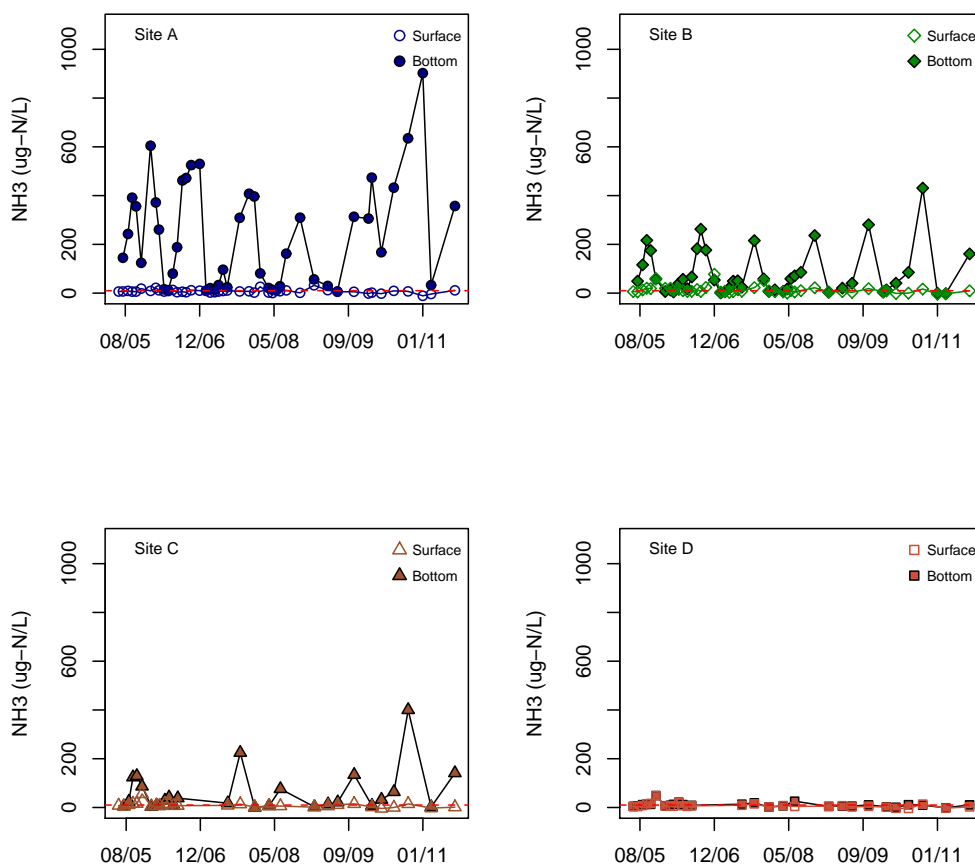 Site A
Surface
Bottom
NH3 (ug−N/L)
0
200
600
1000
08/05
12/06
05/08
09/09
01/11
Site B
Surface
Bottom
NH3 (ug−N/L)
0
200
600
1000
08/05
12/06
05/08
09/09
01/11
Site C
Surface
Bottom
NH3 (ug−N/L)
0
200
600
1000
08/05
12/06
05/08
09/09
01/11
Site D
Surface
Bottom
NH3 (ug−N/L)
0
200
600
1000
08/05
12/06
05/08
09/09
01/11